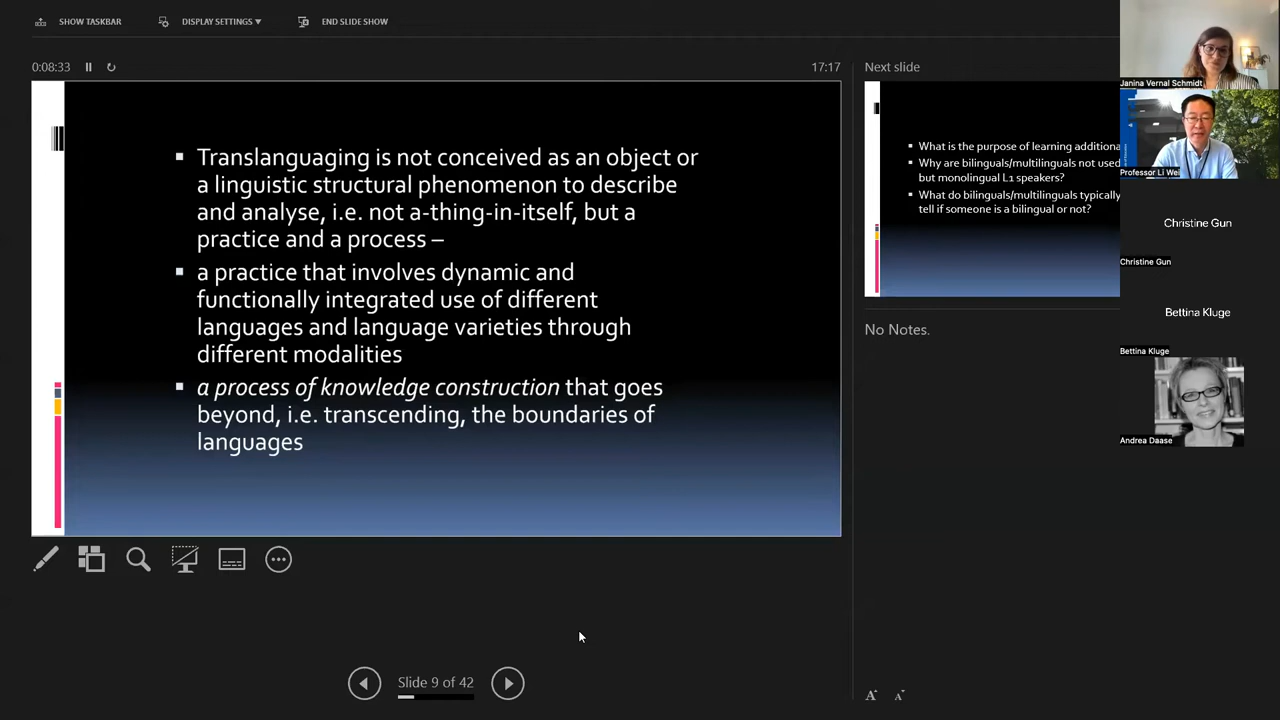 SHOW TASKBAR
DISPLAY SETTINGS
END SLIDE SHOW
0:08:33
17:17
Translanguaging is not conceived as an object or
a linguistic structural phenomenon to describe
and analyse, i.e. not a-thing-in-itself, but a
practice and a process –
a practice that involves dynamic and
functionally integrated use of different
languages and language varieties through
different modalities
a process of knowledge construction that goes
beyond, i.e. transcending, the boundaries of
languages
Slide 9 of 42
Next slide
What is the purpose of learning additiona
Why are bilinguals/multilinguals not used
but monolingual L1 speakers?
What do bilinguals/multilinguals typically
tell if someone is a bilingual or not?
No Notes.
A
A
Janina Vernal Schmidt
Professor Li Wei
Christine Gun
Christine Gun
Bettina Kluge
Bettina Kluge
Andrea Daase